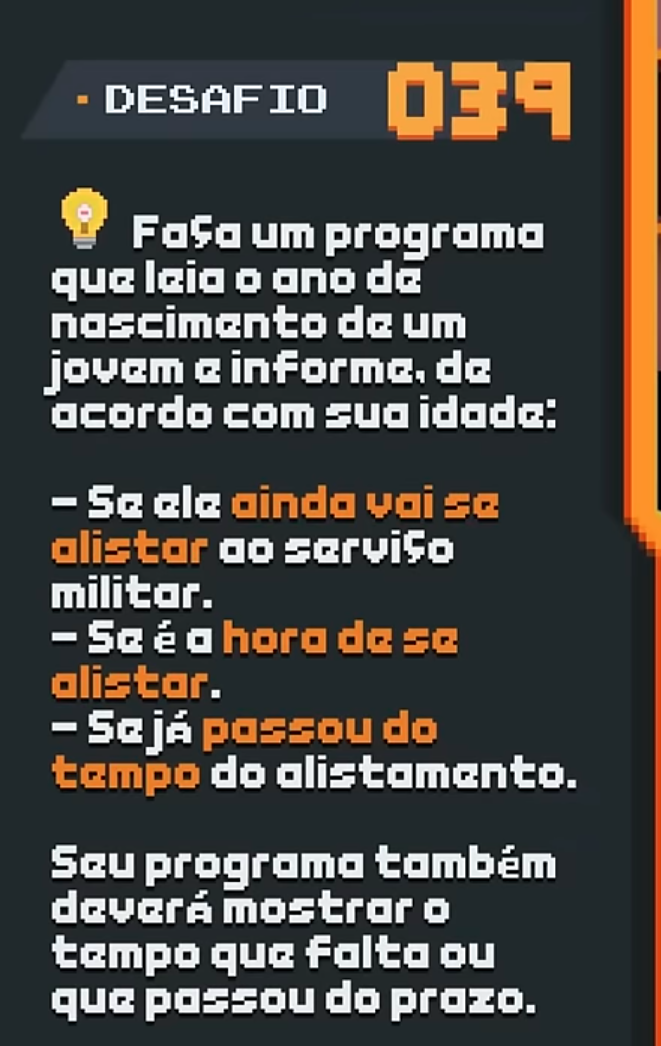 DESAFIO 039
Faça um programa
que leia o ano de
nascimento de um
jovem e informe, de
acordo com sua idade:
- Se ele ainda vai se
alistar ao serviço
militar.
- Se é a hora de se
alistar.
- Se já passou do
tempo do alistamento.
Seu programa também
deverá mostrar o
tempo que falta ou
que passou do prazo.